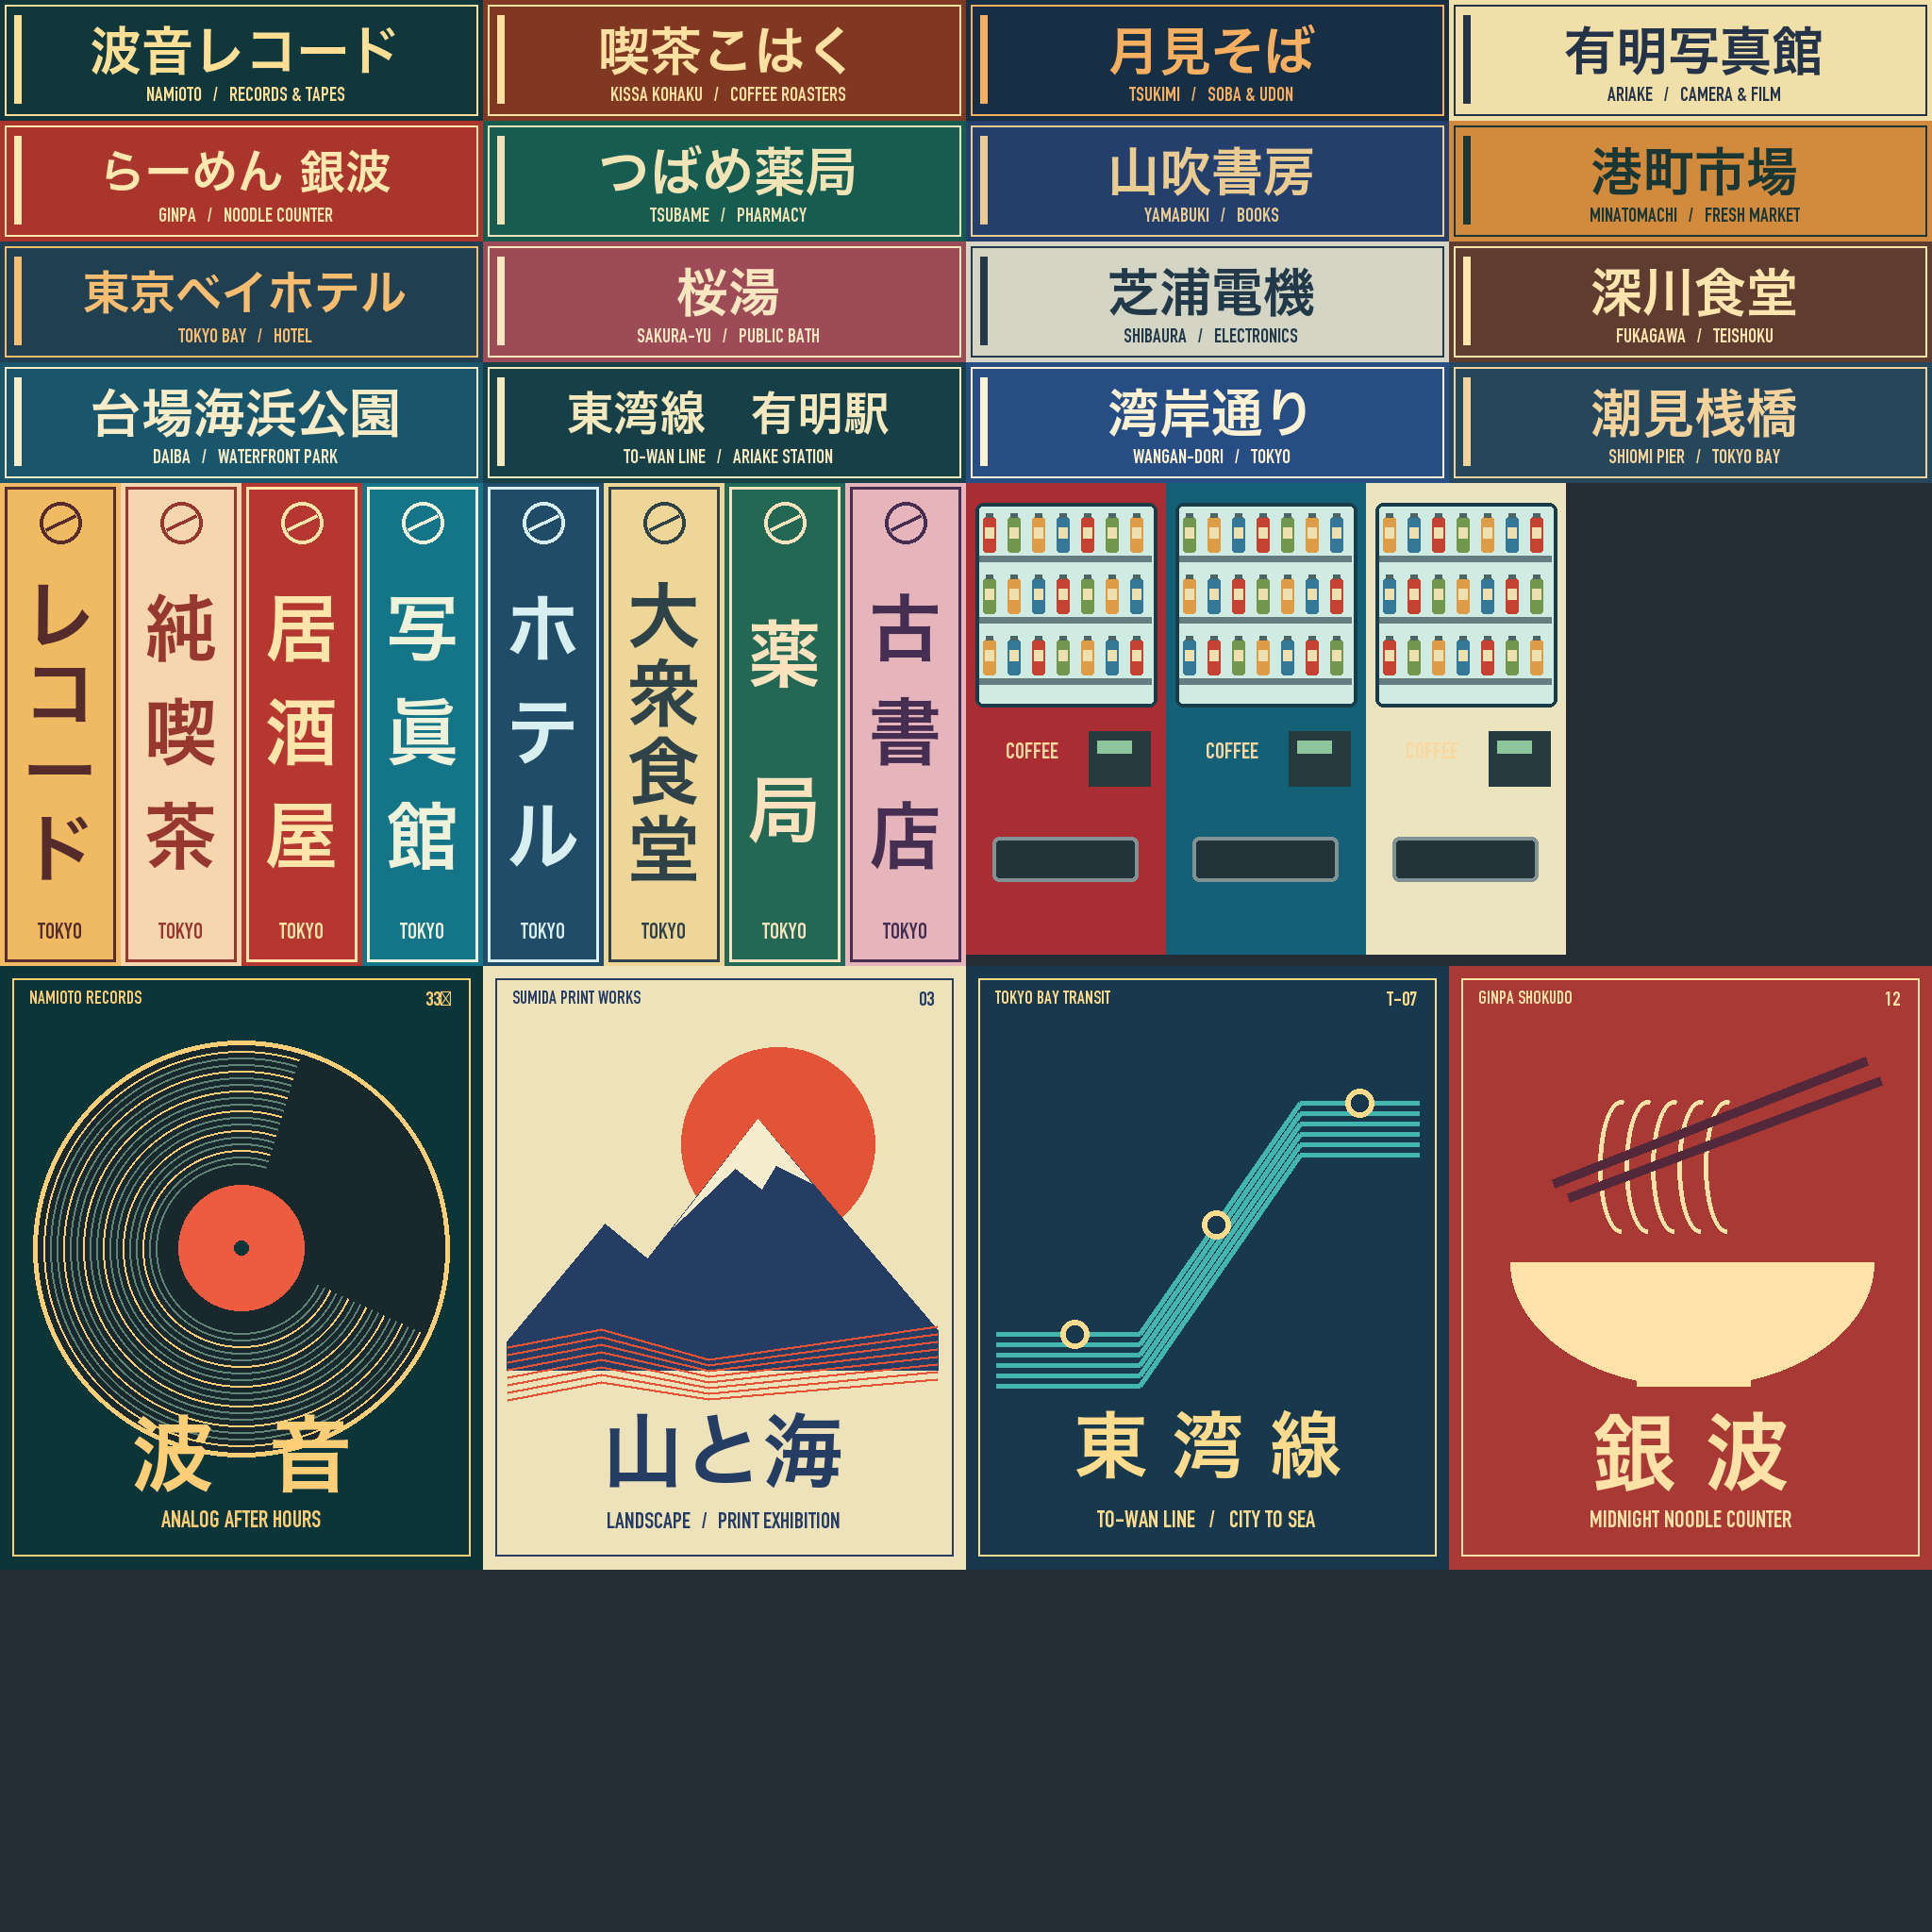 波音レコード
NAMiOTO / RECORDS & TAPES
喫茶こはく
KISSA KOHAKU / COFFEE ROASTERS
月見そば
TSUKIMI / SOBA & UDON
有明写真館
ARIAKE / CAMERA & FILM
らーめん 銀波
GINPA / NOODLE COUNTER
つばめ薬局
TSUBAME / PHARMACY
山吹書房
YAMABUKI / BOOKS
港町市場
MINATOMACHI / FRESH MARKET
東京ベイホテル
TOKYO BAY / HOTEL
桜湯
SAKURA-YU / PUBLIC BATH
芝浦電機
SHIBAURA / ELECTRONICS
深川食堂
FUKAGAWA / TEISHOKU
台場海浜公園
DAIBA / WATERFRONT PARK
東湾線　有明駅
TO-WAN LINE / ARIAKE STATION
湾岸通り
WANGAN-DORI / TOKYO
潮見桟橋
SHIOMI PIER / TOKYO BAY
レコード
TOKYO
純喫茶
TOKYO
居酒屋
TOKYO
写眞館
TOKYO
ホテル
TOKYO
大衆食堂
TOKYO
薬局
TOKYO
古書店
TOKYO
COFFEE
COFFEE
COFFEE
NAMIOTO RECORDS
33
波 音
ANALOG AFTER HOURS
SUMIDA PRINT WORKS
03
山と海
LANDSCAPE / PRINT EXHIBITION
TOKYO BAY TRANSIT
T-07
東 湾 線
TO-WAN LINE / CITY TO SEA
GINPA SHOKUDO
12
銀 波
MIDNIGHT NOODLE COUNTER